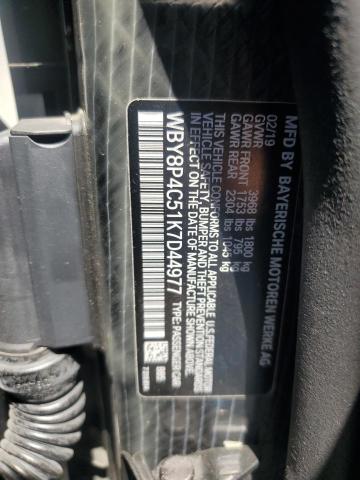 MFD BY BAYERISCHE MOTOREN WERKE AG
02/19
GVWR 3968 lbs 1800 kg
GAWR FRONT 1753 lbs 795 kg
GAWR REAR 2304 lbs 1045 kg
THIS VEHICLE CONFORMS TO ALL APPLICABLE U.S. FEDERAL MOTOR
VEHICLE SAFETY, BUMPER, AND THEFT PREVENTION STANDARDS
IN EFFECT ON THE DATE OF MANUFACTURE SHOWN ABOVE.
WBY8P4C51K7D44977 TYPE: PASSENGER CAR